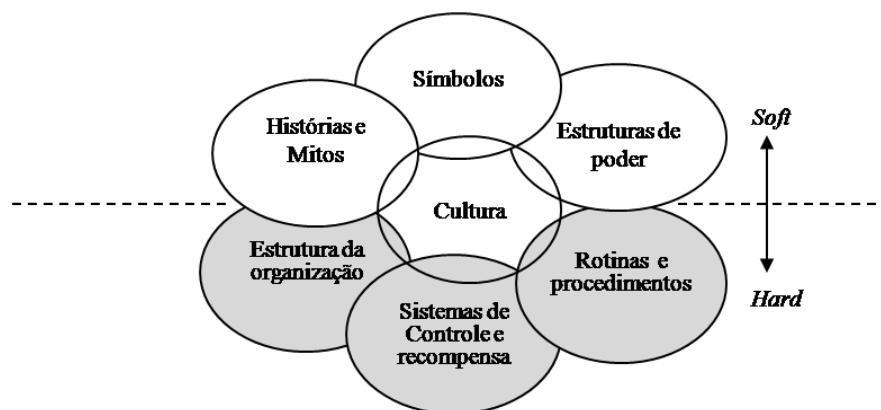 Símbolos
Histórias e
Mitos
Estruturas de
poder
Soft
Cultura
Estrutura da
organização
Rotinas e
procedimentos
Hard
Sistemas de
Controle e
recompensa